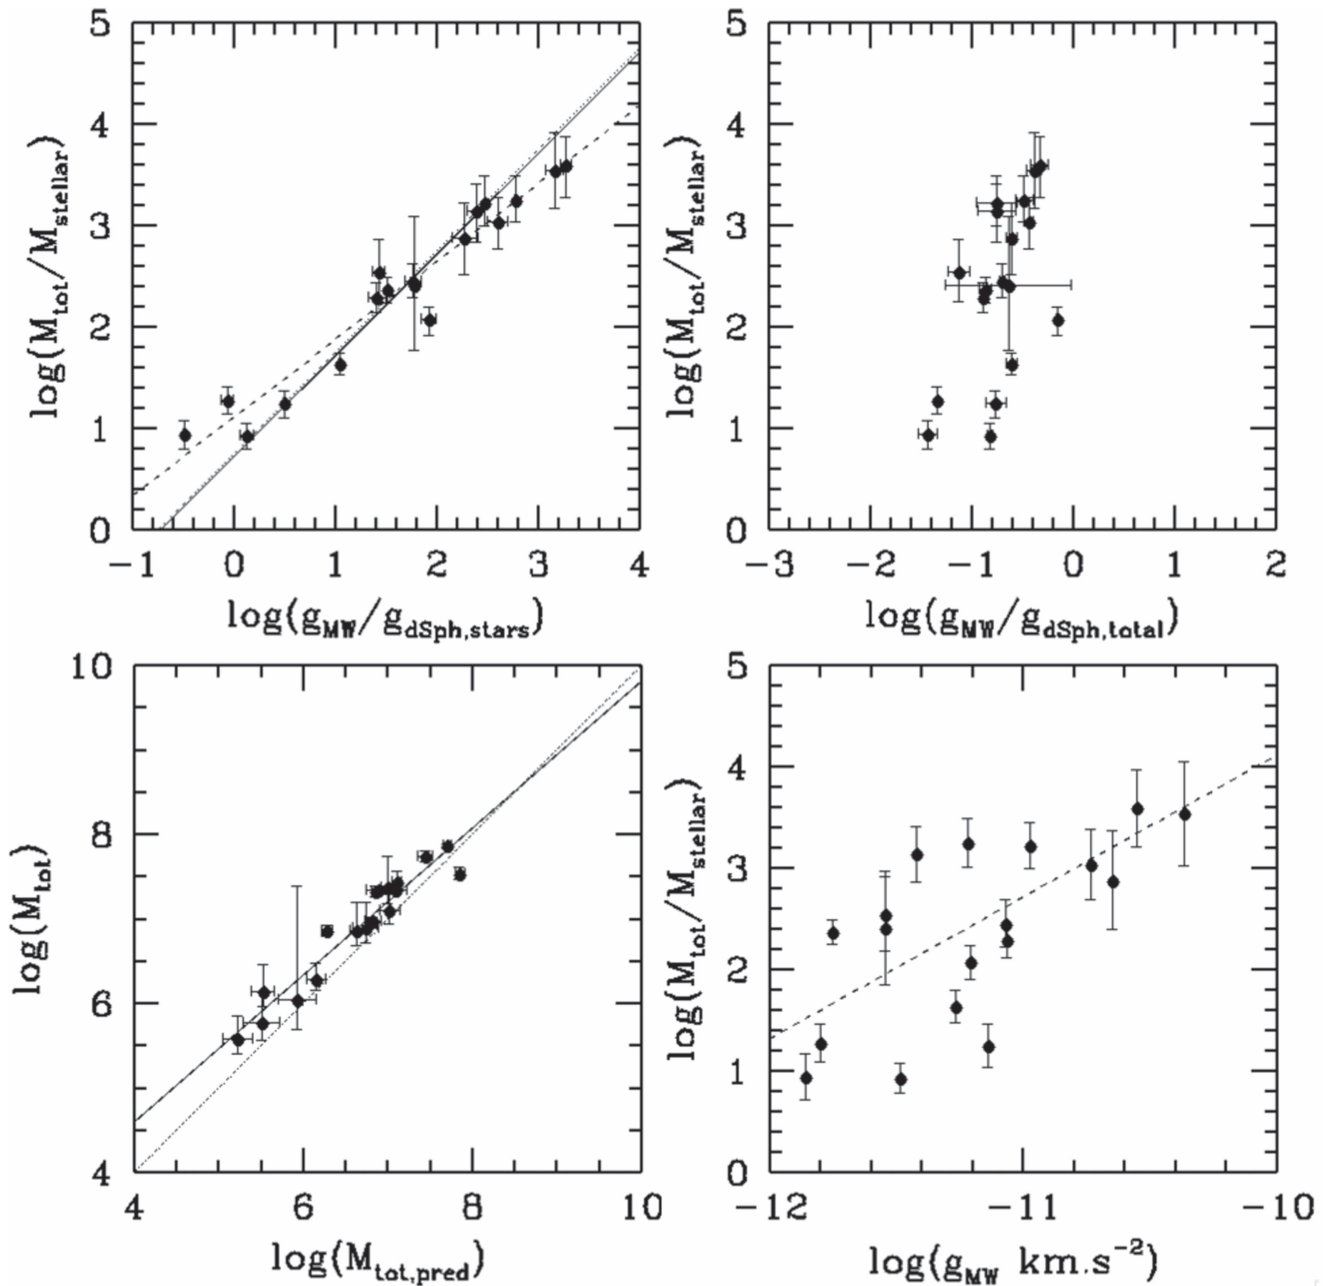 5
4
3
2
1
0
log(M_tot/M_stellar)
-1 0 1 2 3 4
log(g_MW/g_dSph,stars)
5
4
3
2
1
0
log(M_tot/M_stellar)
-3 -2 -1 0 1 2
log(g_MW/g_dSph,total)
10
8
6
4
log(M_tot)
4 6 8 10
log(M_tot,pred)
5
4
3
2
1
0
log(M_tot/M_stellar)
-12 -11 -10
log(g_MW km.s^-2)